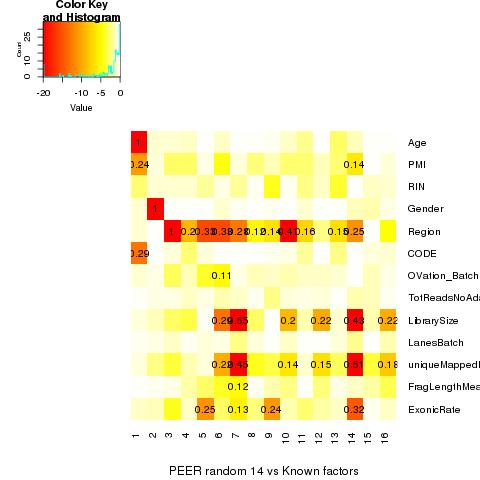 Color Key
and Histogram
Count
0 10 25
-20 -10 -5 0
Value
1 Age
0.24 0.14 PMI
RIN
1 Gender
1 0.2 0.33 0.39 0.28 0.12 0.14 0.41 0.16 0.15 0.25 Region
0.29 CODE
0.11 OVation_Batch
TotReadsNoAda
0.29 0.55 0.2 0.22 0.43 0.22 LibrarySize
LanesBatch
0.22 0.45 0.14 0.15 0.51 0.18 uniqueMappedI
0.12 FragLengthMea
0.25 0.13 0.24 0.32 ExonicRate
1 2 3 4 5 6 7 8 9 10 11 12 13 14 15 16
PEER random 14 vs Known factors